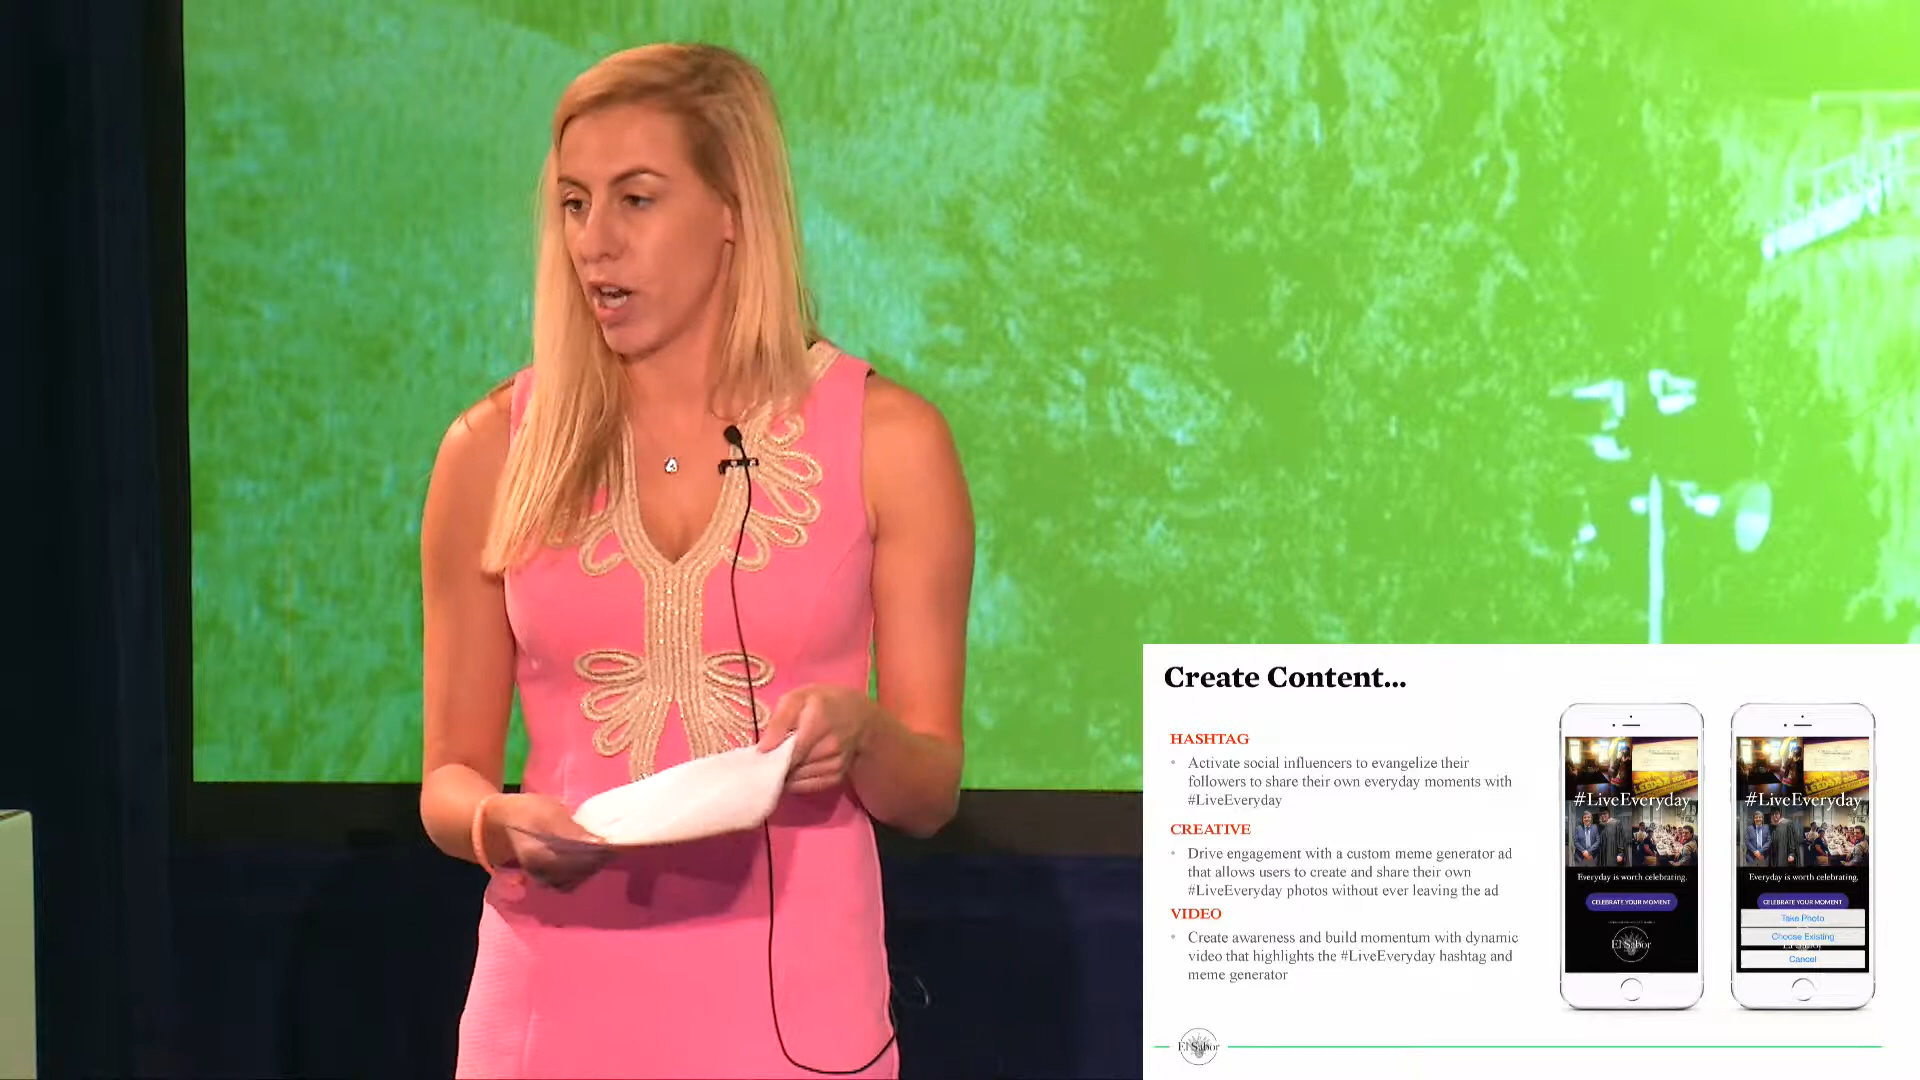 Create Content...
HASHTAG
• Activate social influencers to evangelize their
followers to share their own everyday moments with
#LiveEveryday
CREATIVE
• Drive engagement with a custom meme generator ad
that allows users to create and share their own
#LiveEveryday photos without ever leaving the ad
VIDEO
• Create awareness and build momentum with dynamic
video that highlights the #LiveEveryday hashtag and
meme generator
#LiveEveryday
Everyday is worth celebrating.
CELEBRATE YOUR MOMENT
El Sabor
#LiveEveryday
Everyday is worth celebrating.
CELEBRATE YOUR MOMENT
Take Photo
Choose Existing
Cancel
El Sabor